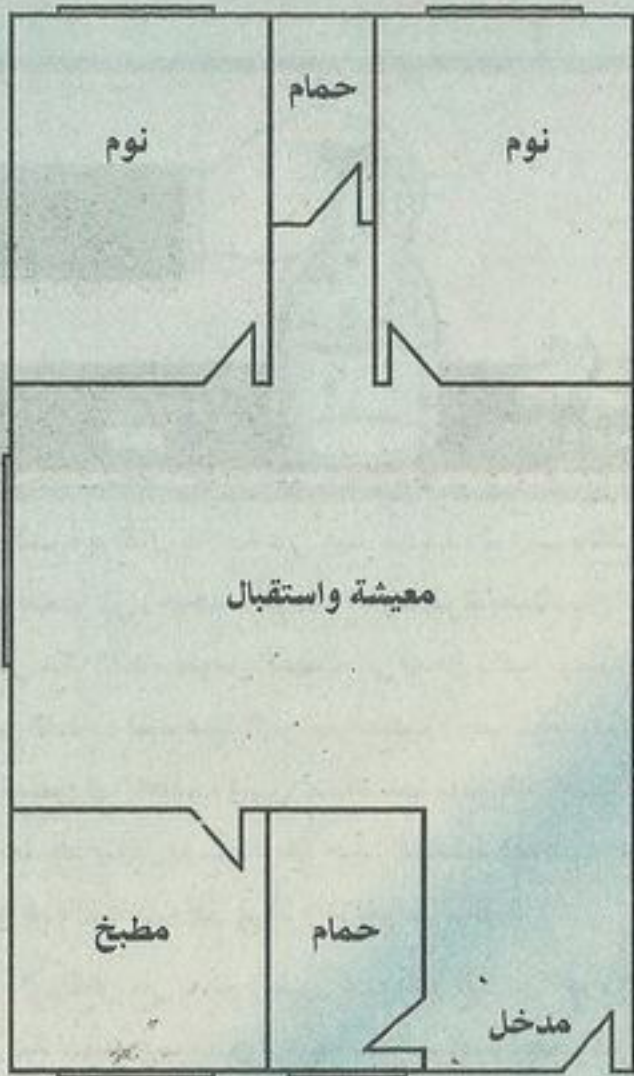 حمام
نوم
نوم
معيشة واستقبال
حمام
مطبخ
مدخل